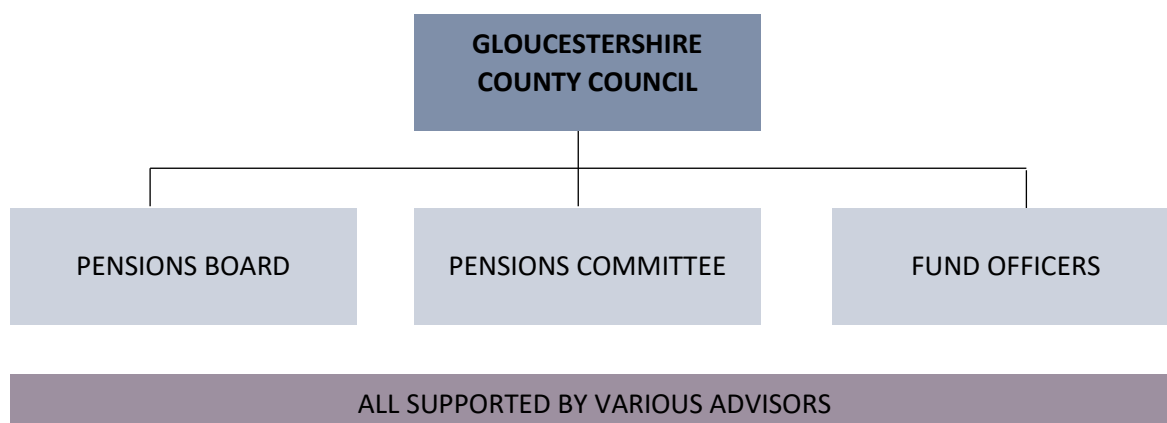 GLOUCESTERSHIRE
COUNTY COUNCIL
PENSIONS BOARD
PENSIONS COMMITTEE
FUND OFFICERS
ALL SUPPORTED BY VARIOUS ADVISORS